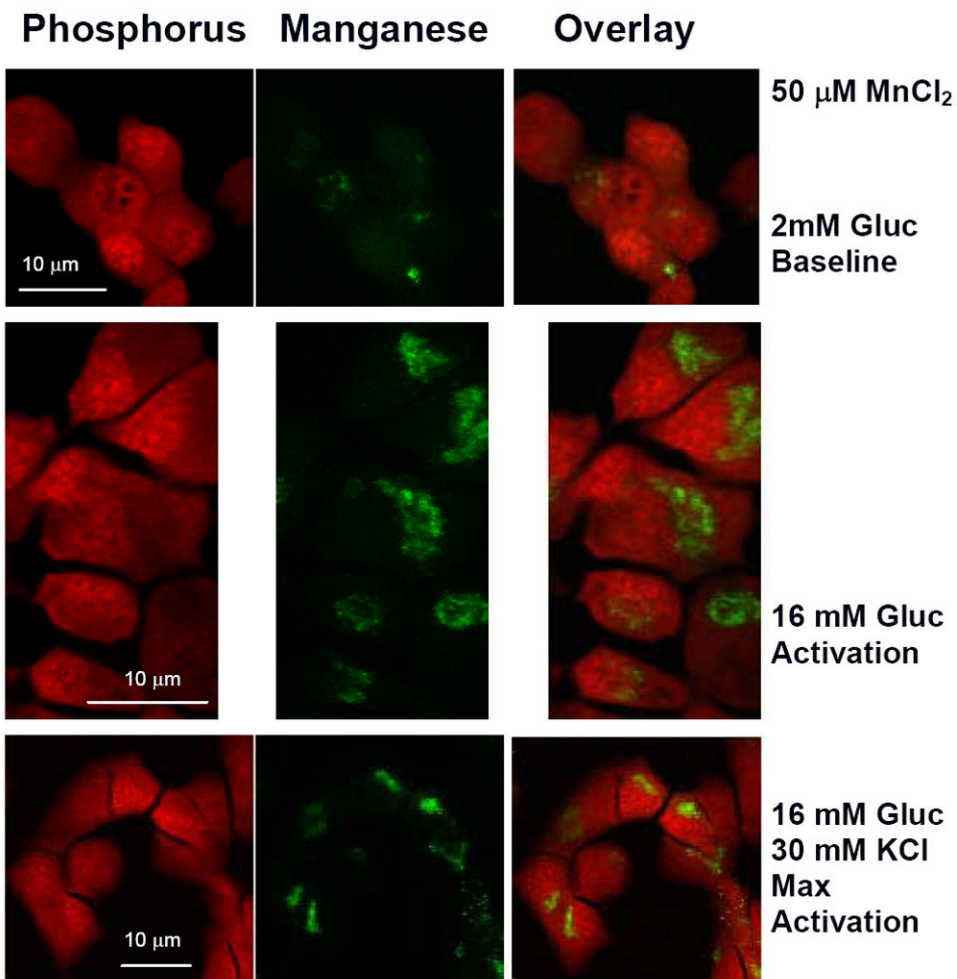 Phosphorus Manganese Overlay
50 μM MnCl₂
2mM Gluc
Baseline
10 μm
16 mM Gluc
Activation
10 μm
16 mM Gluc
30 mM KCl
Max
Activation
10 μm